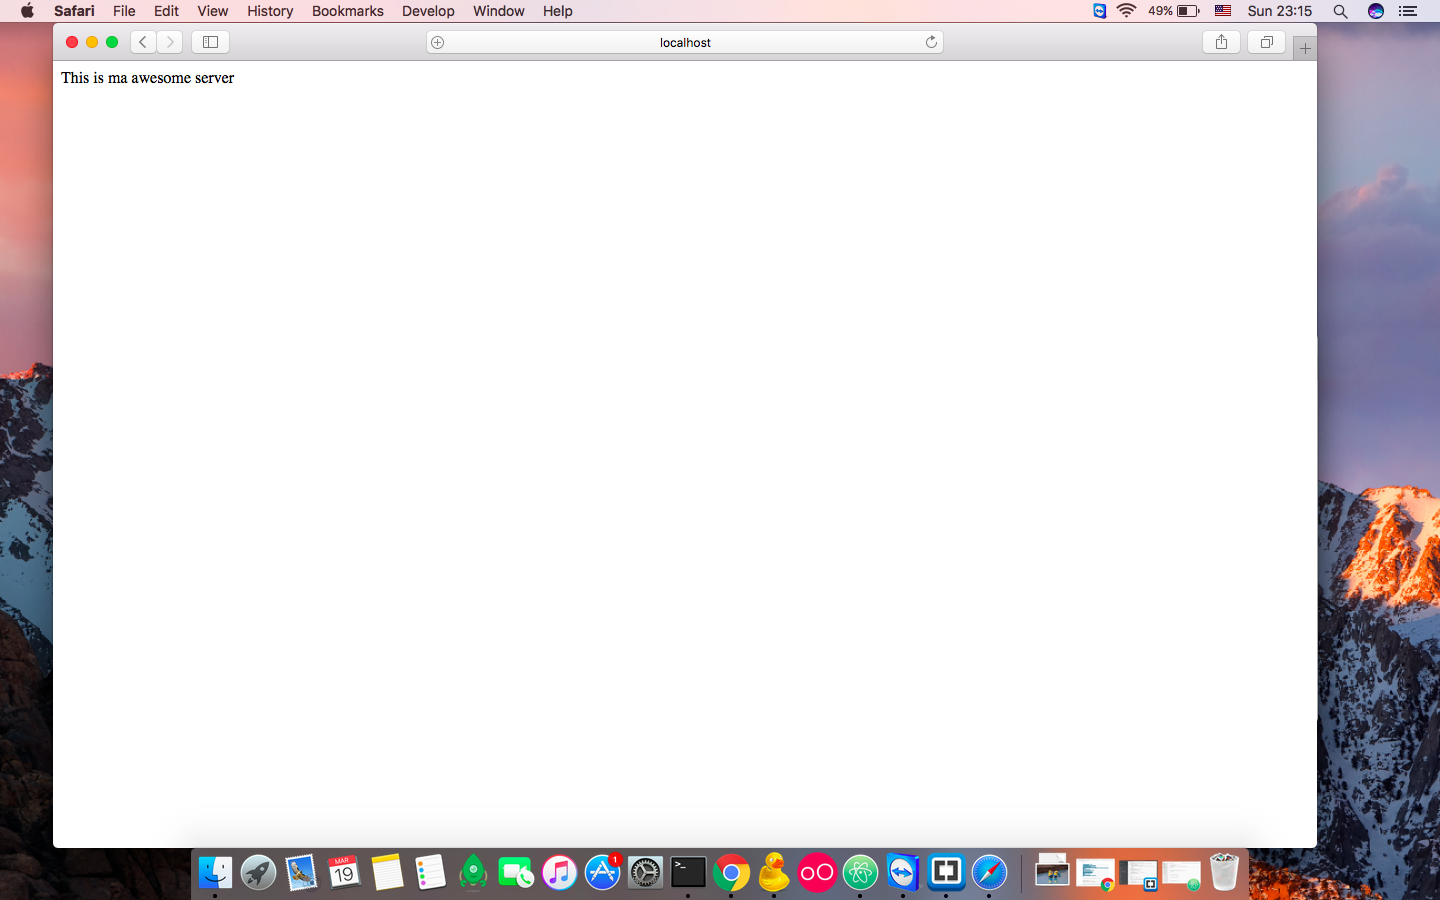 Safari File Edit View History Bookmarks Develop Window Help 49% Sun 23:15
localhost
This is ma awesome server
MAR
19
1